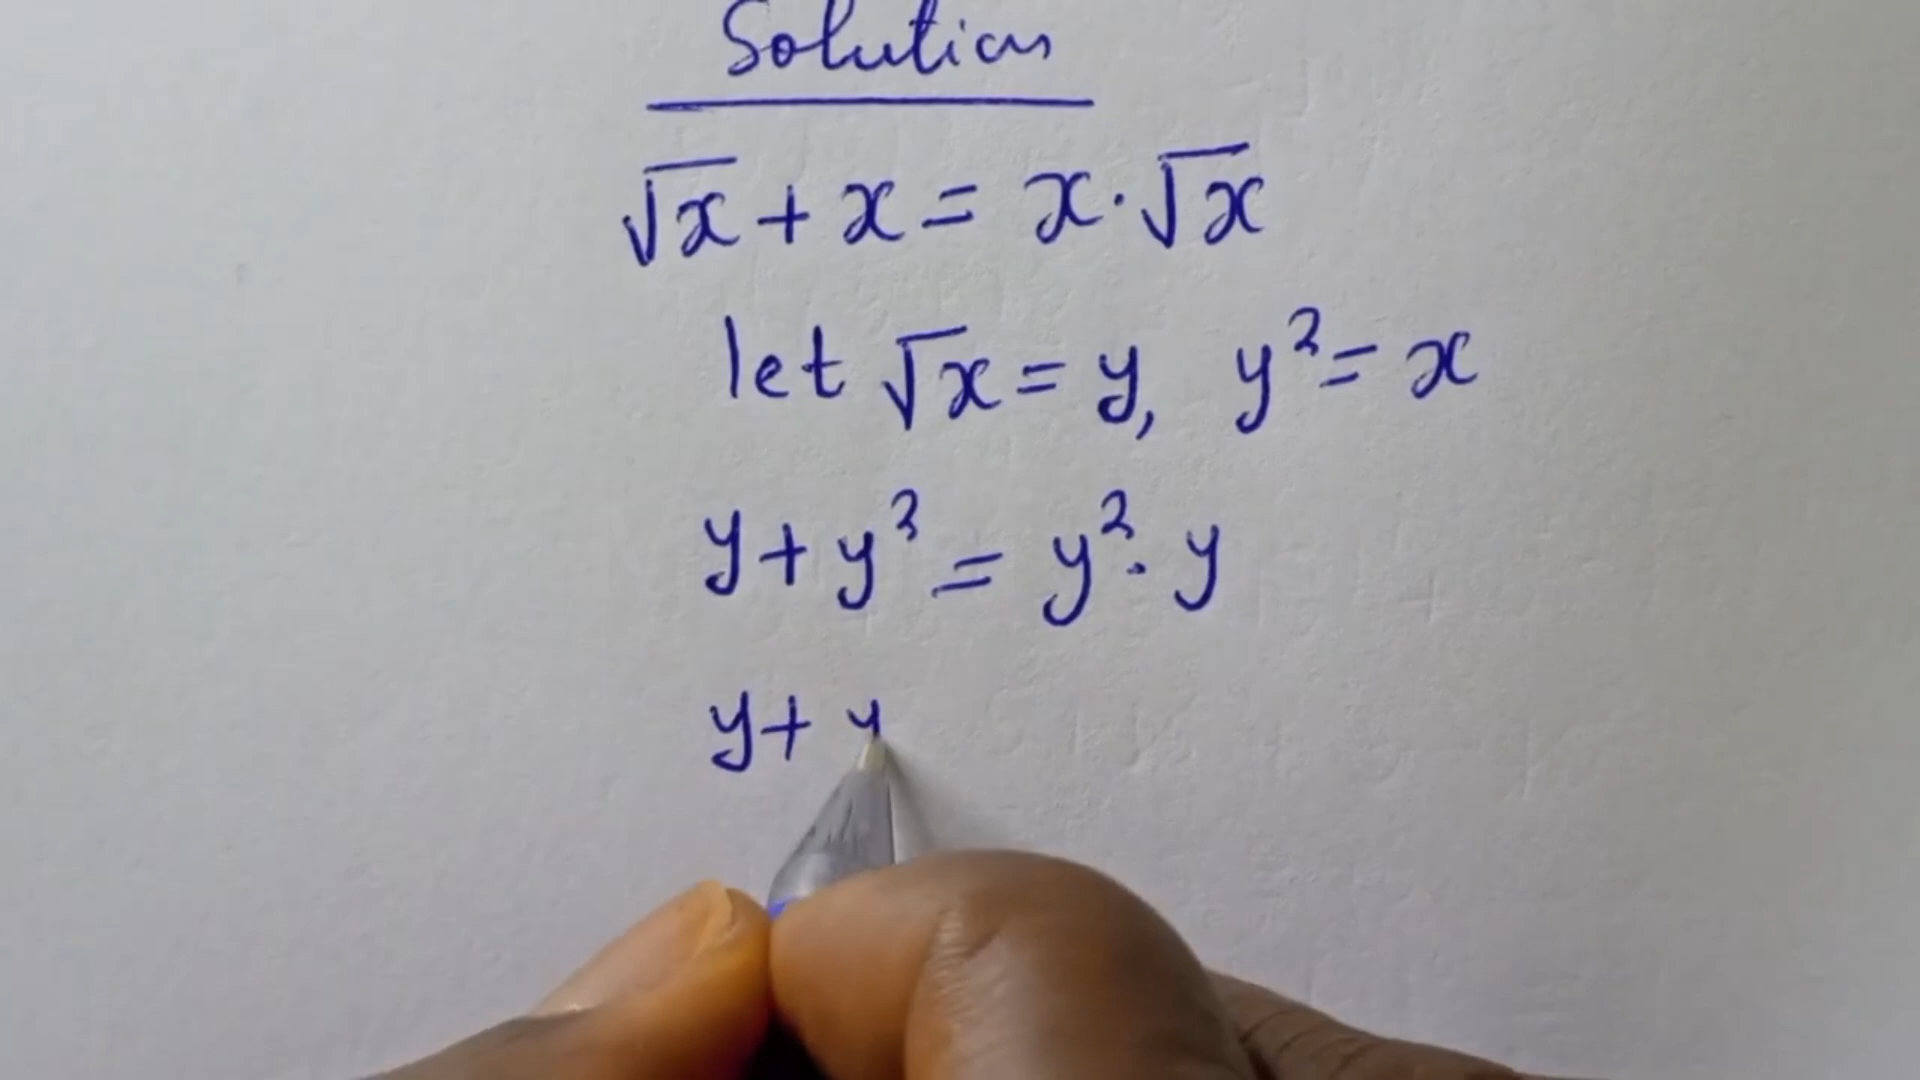 Solution
√x + x = x·√x
let √x = y, y² = x
y + y² = y²·y
y + y